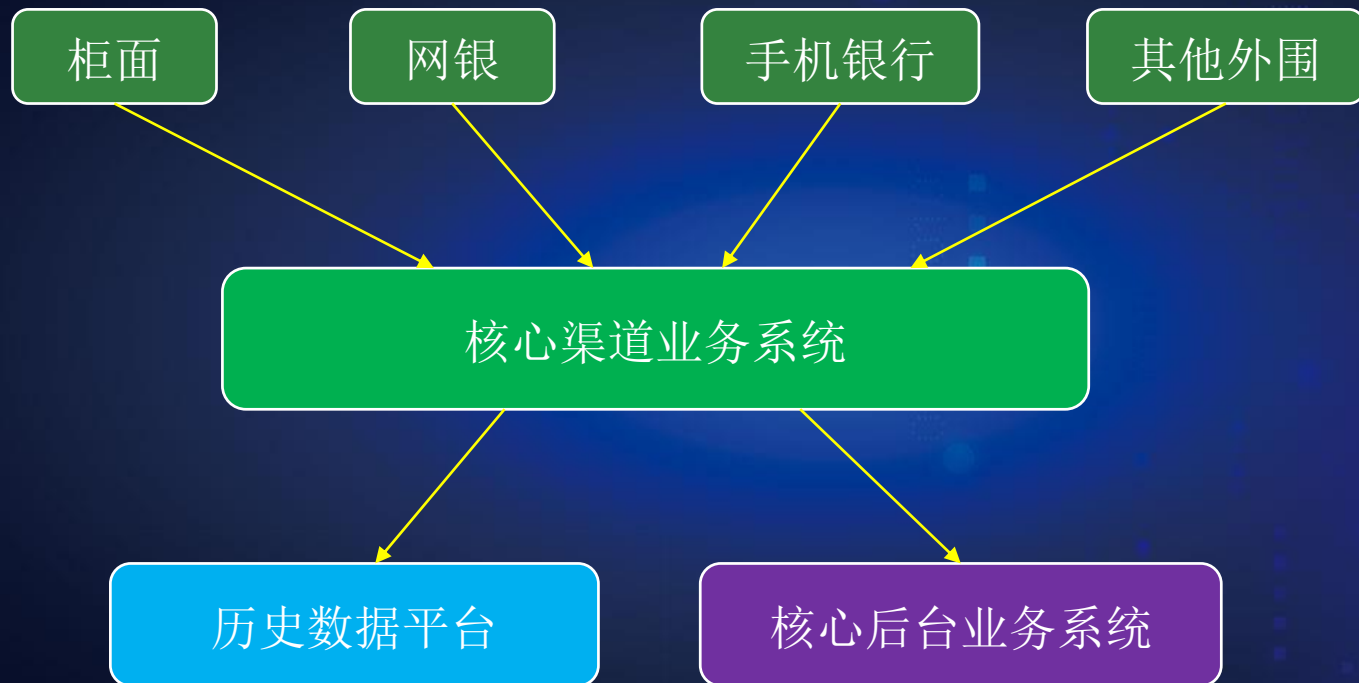 柜面
网银
手机银行
其他外围
核心渠道业务系统
历史数据平台
核心后台业务系统